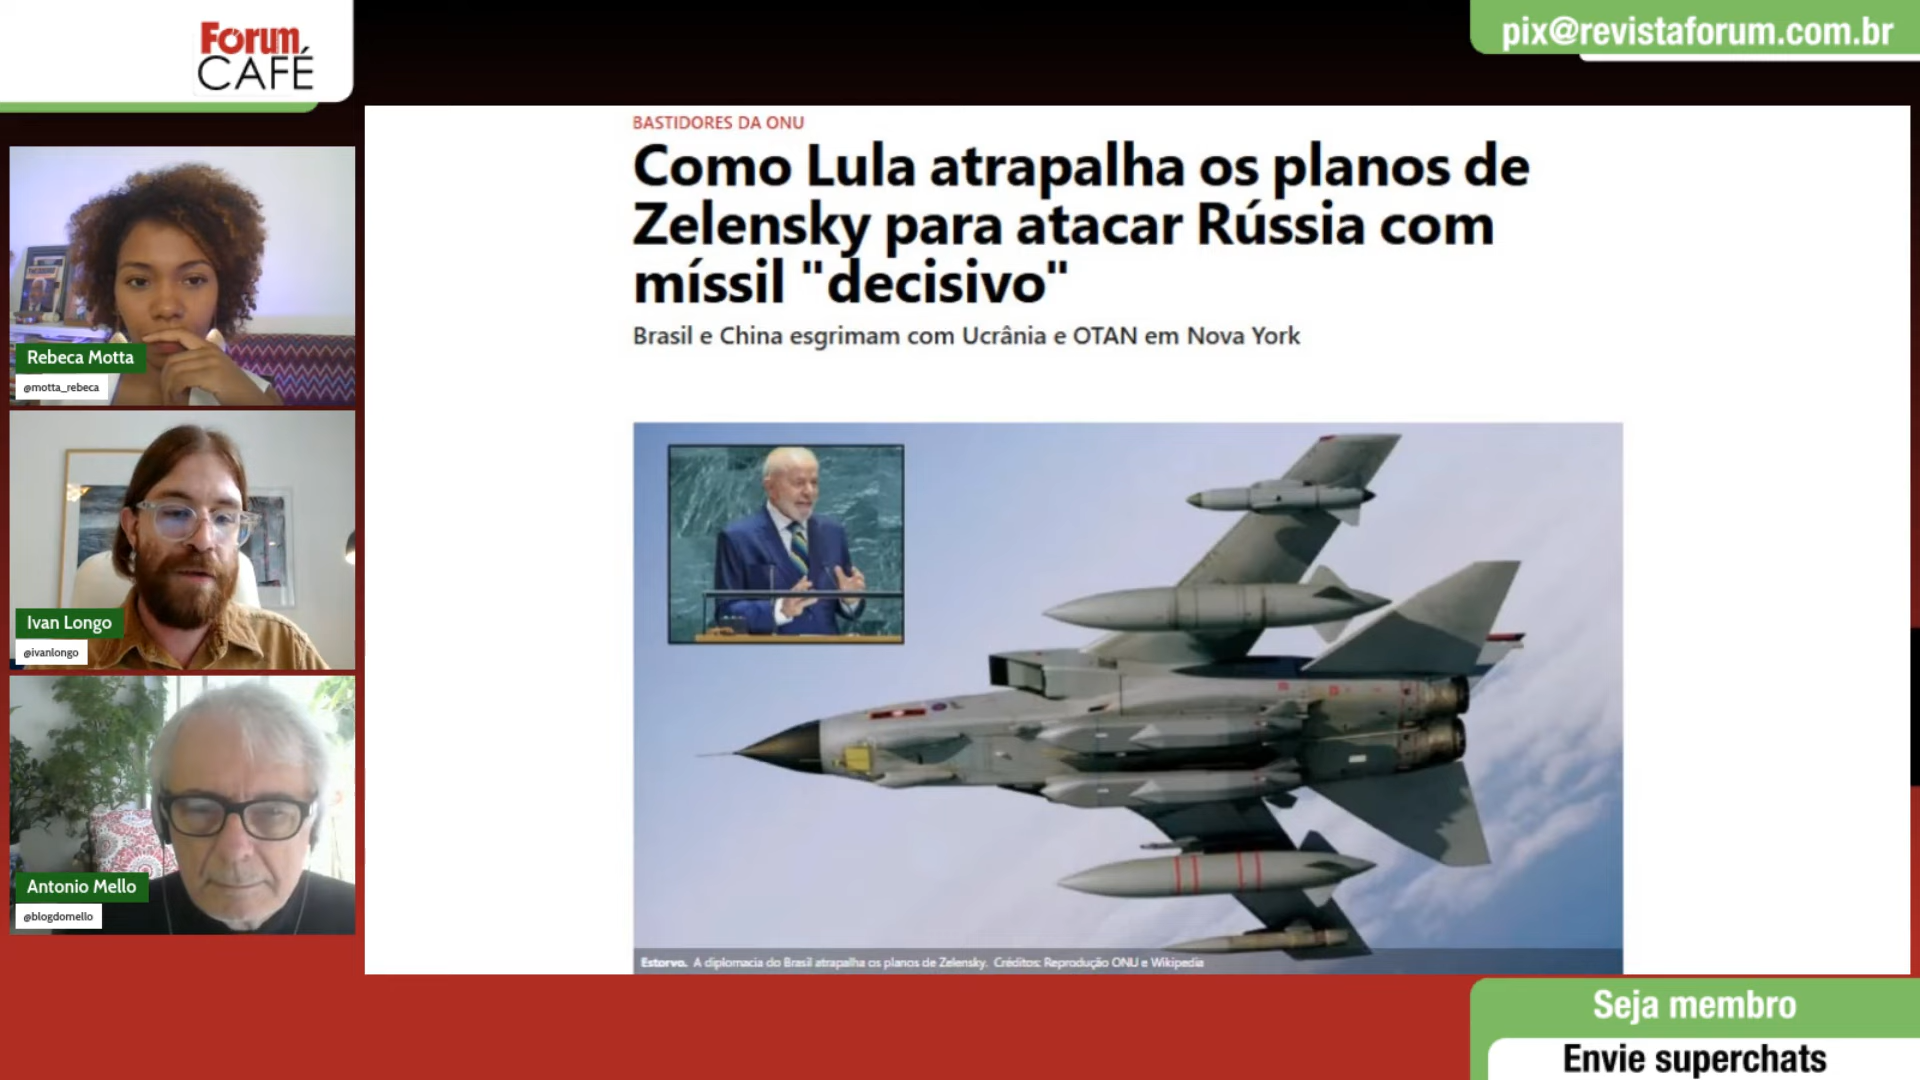 Forum
CAFÉ
pix@revistaforum.com.br
BASTIDORES DA ONU
Como Lula atrapalha os planos de
Zelensky para atacar Rússia com
míssil "decisivo"
Brasil e China esgrimam com Ucrânia e OTAN em Nova York
Rebeca Motta
@motta_rebeca
Ivan Longo
@ivanlongo
Antonio Mello
@blogdomello
Estorvo. A diplomacia do Brasil atrapalha os planos de Zelensky. Créditos: Reprodução ONU e Wikipedia
Seja membro
Envie superchats